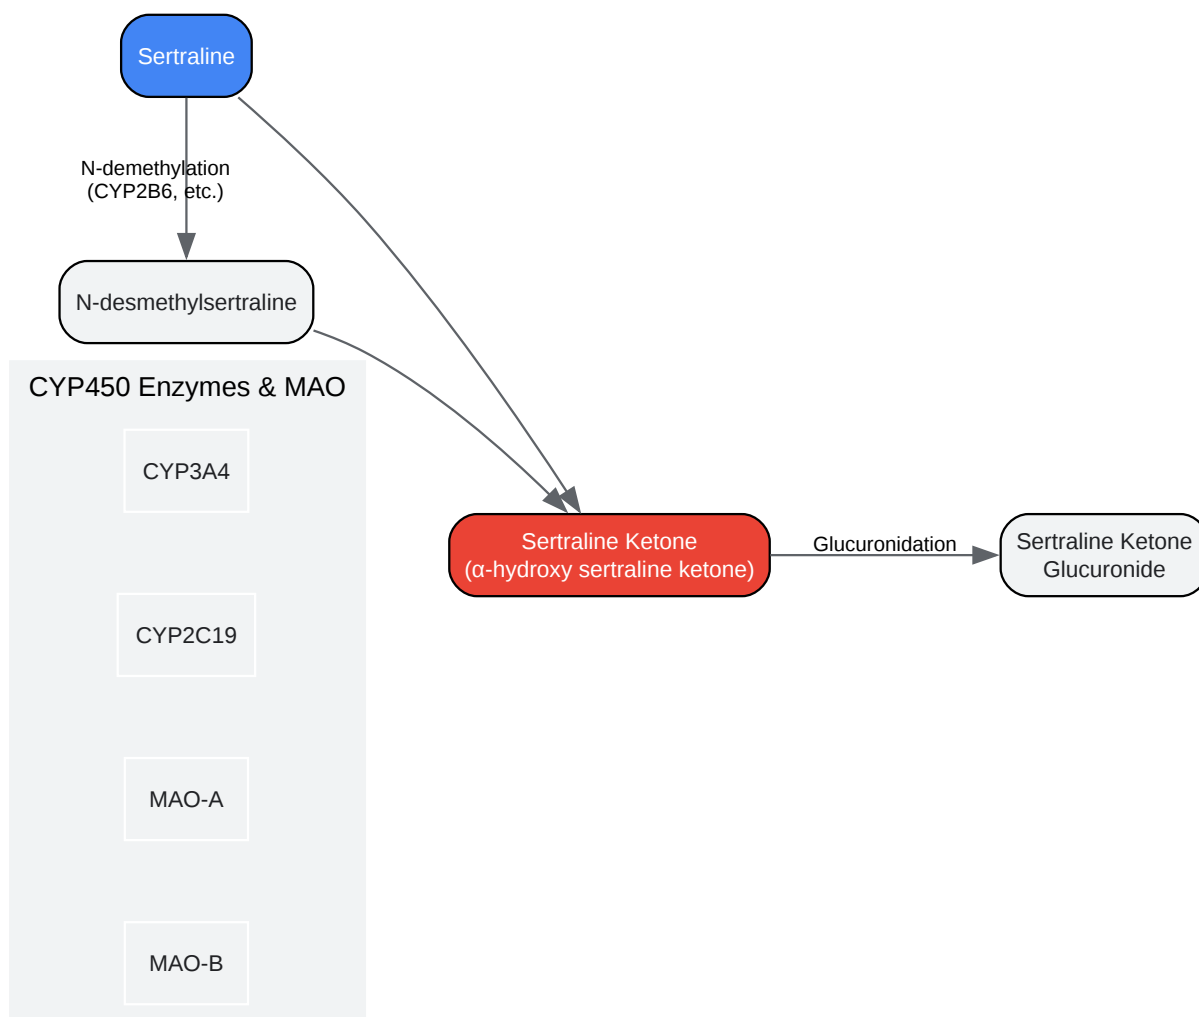 Sertraline
N-demethylation
(CYP2B6, etc.)
N-desmethylsertraline
CYP450 Enzymes & MAO
CYP3A4
CYP2C19
MAO-A
MAO-B
Sertraline Ketone
(α-hydroxy sertraline ketone)
Glucuronidation
Sertraline Ketone
Glucuronide